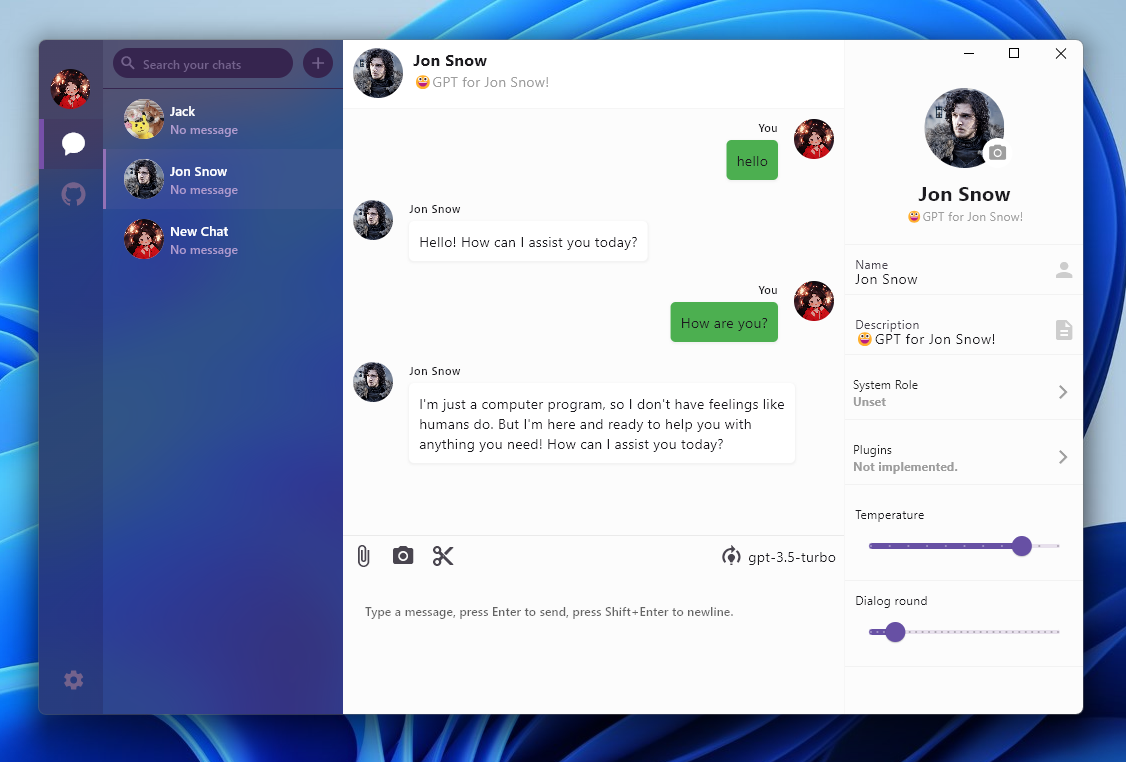 Search your chats
Jack
No message
Jon Snow
No message
New Chat
No message
Jon Snow
😀GPT for Jon Snow!
You
hello
Jon Snow
Hello! How can I assist you today?
You
How are you?
Jon Snow
I'm just a computer program, so I don't have feelings like
humans do. But I'm here and ready to help you with
anything you need! How can I assist you today?
gpt-3.5-turbo
Type a message, press Enter to send, press Shift+Enter to newline.
Jon Snow
😀GPT for Jon Snow!
Name
Jon Snow
Description
😀GPT for Jon Snow!
System Role
Unset
Plugins
Not implemented.
Temperature
Dialog round